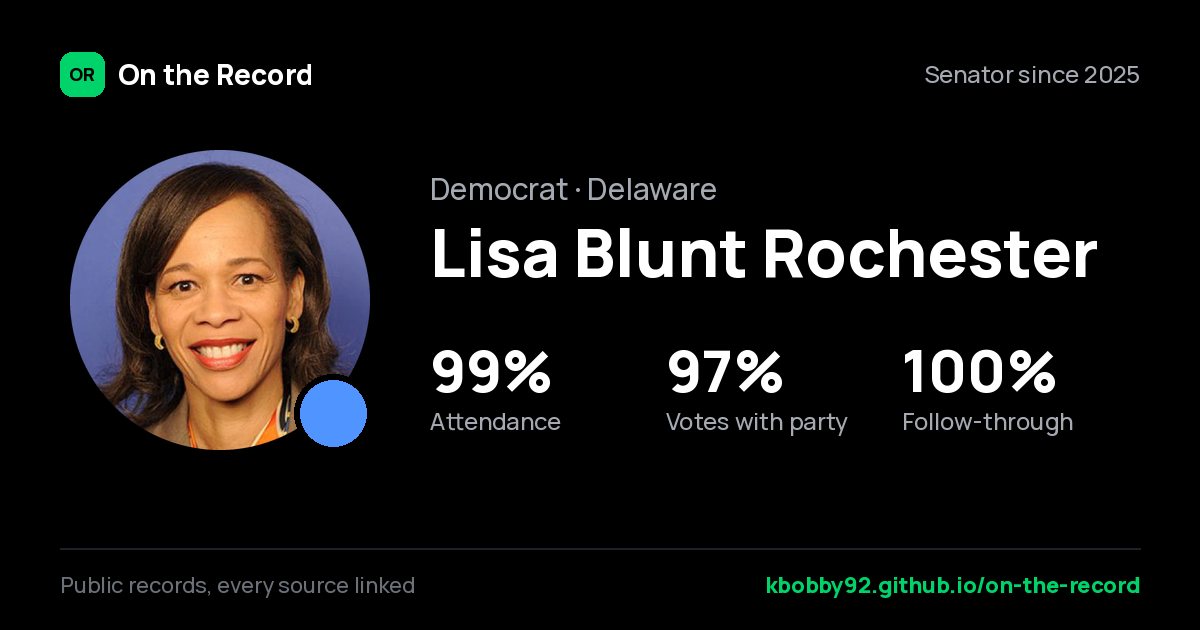 OR On the Record
Senator since 2025
Democrat · Delaware
Lisa Blunt Rochester
99% 97% 100%
Attendance Votes with party Follow-through
Public records, every source linked
kbobby92.github.io/on-the-record